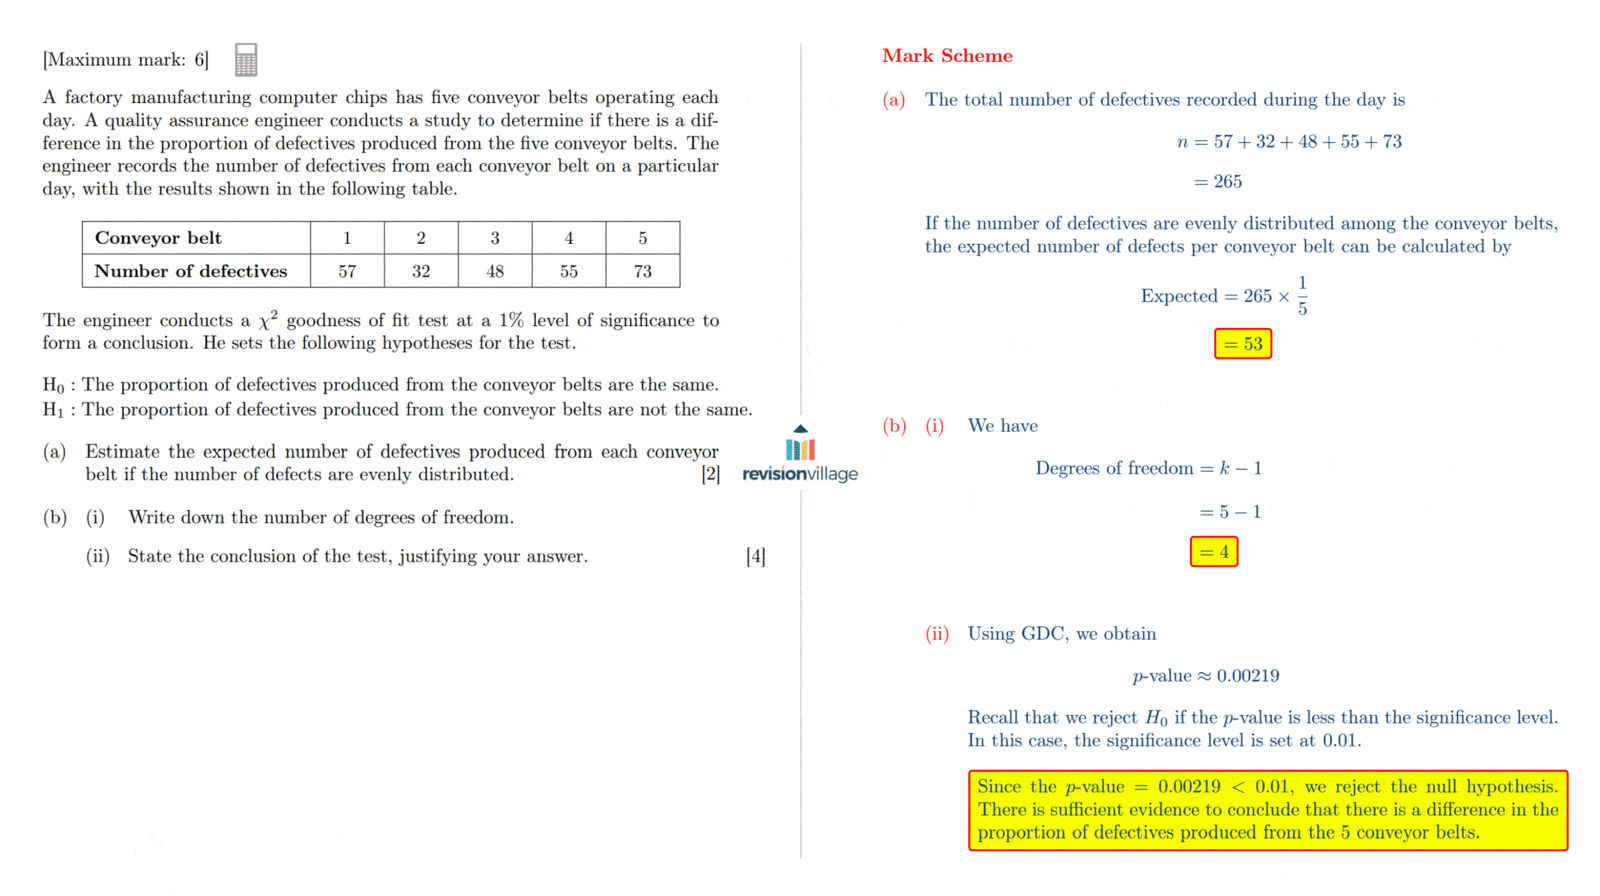 [Maximum mark: 6]
A factory manufacturing computer chips has five conveyor belts operating each
day. A quality assurance engineer conducts a study to determine if there is a dif-
ference in the proportion of defectives produced from the five conveyor belts. The
engineer records the number of defectives from each conveyor belt on a particular
day, with the results shown in the following table.
Conveyor belt 1 2 3 4 5
Number of defectives 57 32 48 55 73
The engineer conducts a χ² goodness of fit test at a 1% level of significance to
form a conclusion. He sets the following hypotheses for the test.
H₀ : The proportion of defectives produced from the conveyor belts are the same.
H₁ : The proportion of defectives produced from the conveyor belts are not the same.
(a) Estimate the expected number of defectives produced from each conveyor
belt if the number of defects are evenly distributed. [2]
(b) (i) Write down the number of degrees of freedom.
(ii) State the conclusion of the test, justifying your answer. [4]
revisionvillage
Mark Scheme
(a) The total number of defectives recorded during the day is
n = 57 + 32 + 48 + 55 + 73
= 265
If the number of defectives are evenly distributed among the conveyor belts,
the expected number of defects per conveyor belt can be calculated by
Expected = 265 × 1/5
= 53
(b) (i) We have
Degrees of freedom = k − 1
= 5 − 1
= 4
(ii) Using GDC, we obtain
p-value ≈ 0.00219
Recall that we reject H₀ if the p-value is less than the significance level.
In this case, the significance level is set at 0.01.
Since the p-value = 0.00219 < 0.01, we reject the null hypothesis.
There is sufficient evidence to conclude that there is a difference in the
proportion of defectives produced from the 5 conveyor belts.